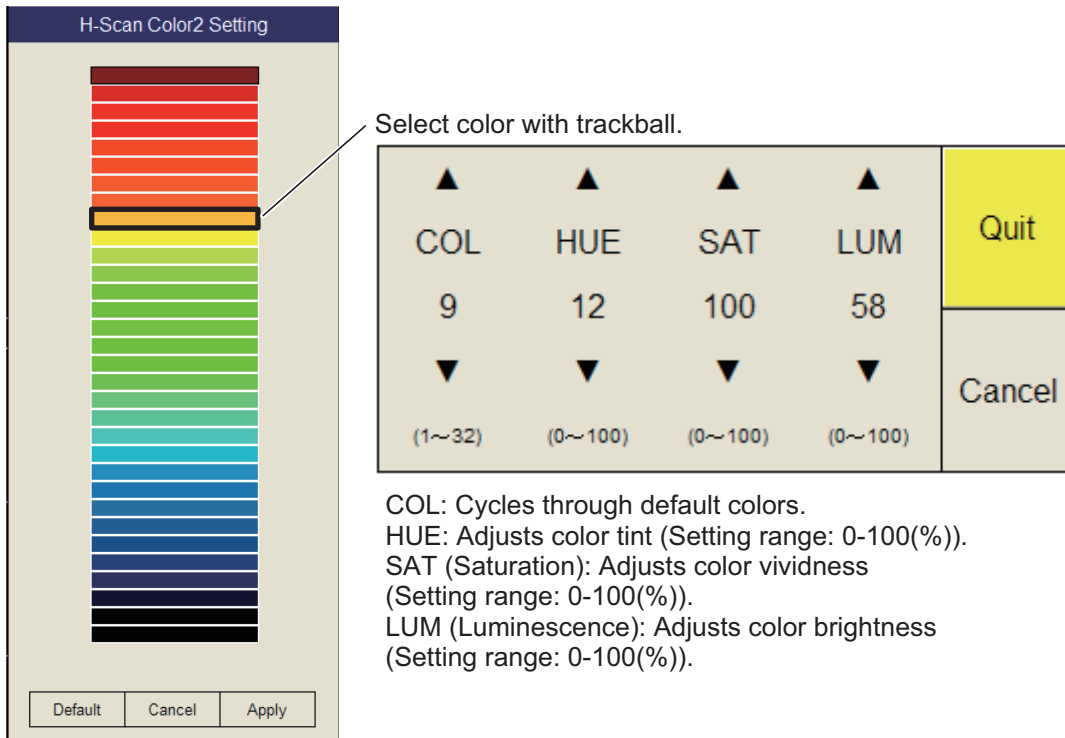 H-Scan Color2 Setting
Select color with trackball.
▲ ▲ ▲ ▲
COL HUE SAT LUM
9 12 100 58
▼ ▼ ▼ ▼
(1～32) (0～100) (0～100) (0～100)
Quit
Cancel
COL: Cycles through default colors.
HUE: Adjusts color tint (Setting range: 0-100(%)).
SAT (Saturation): Adjusts color vividness
(Setting range: 0-100(%)).
LUM (Luminescence): Adjusts color brightness
(Setting range: 0-100(%)).
Default Cancel Apply